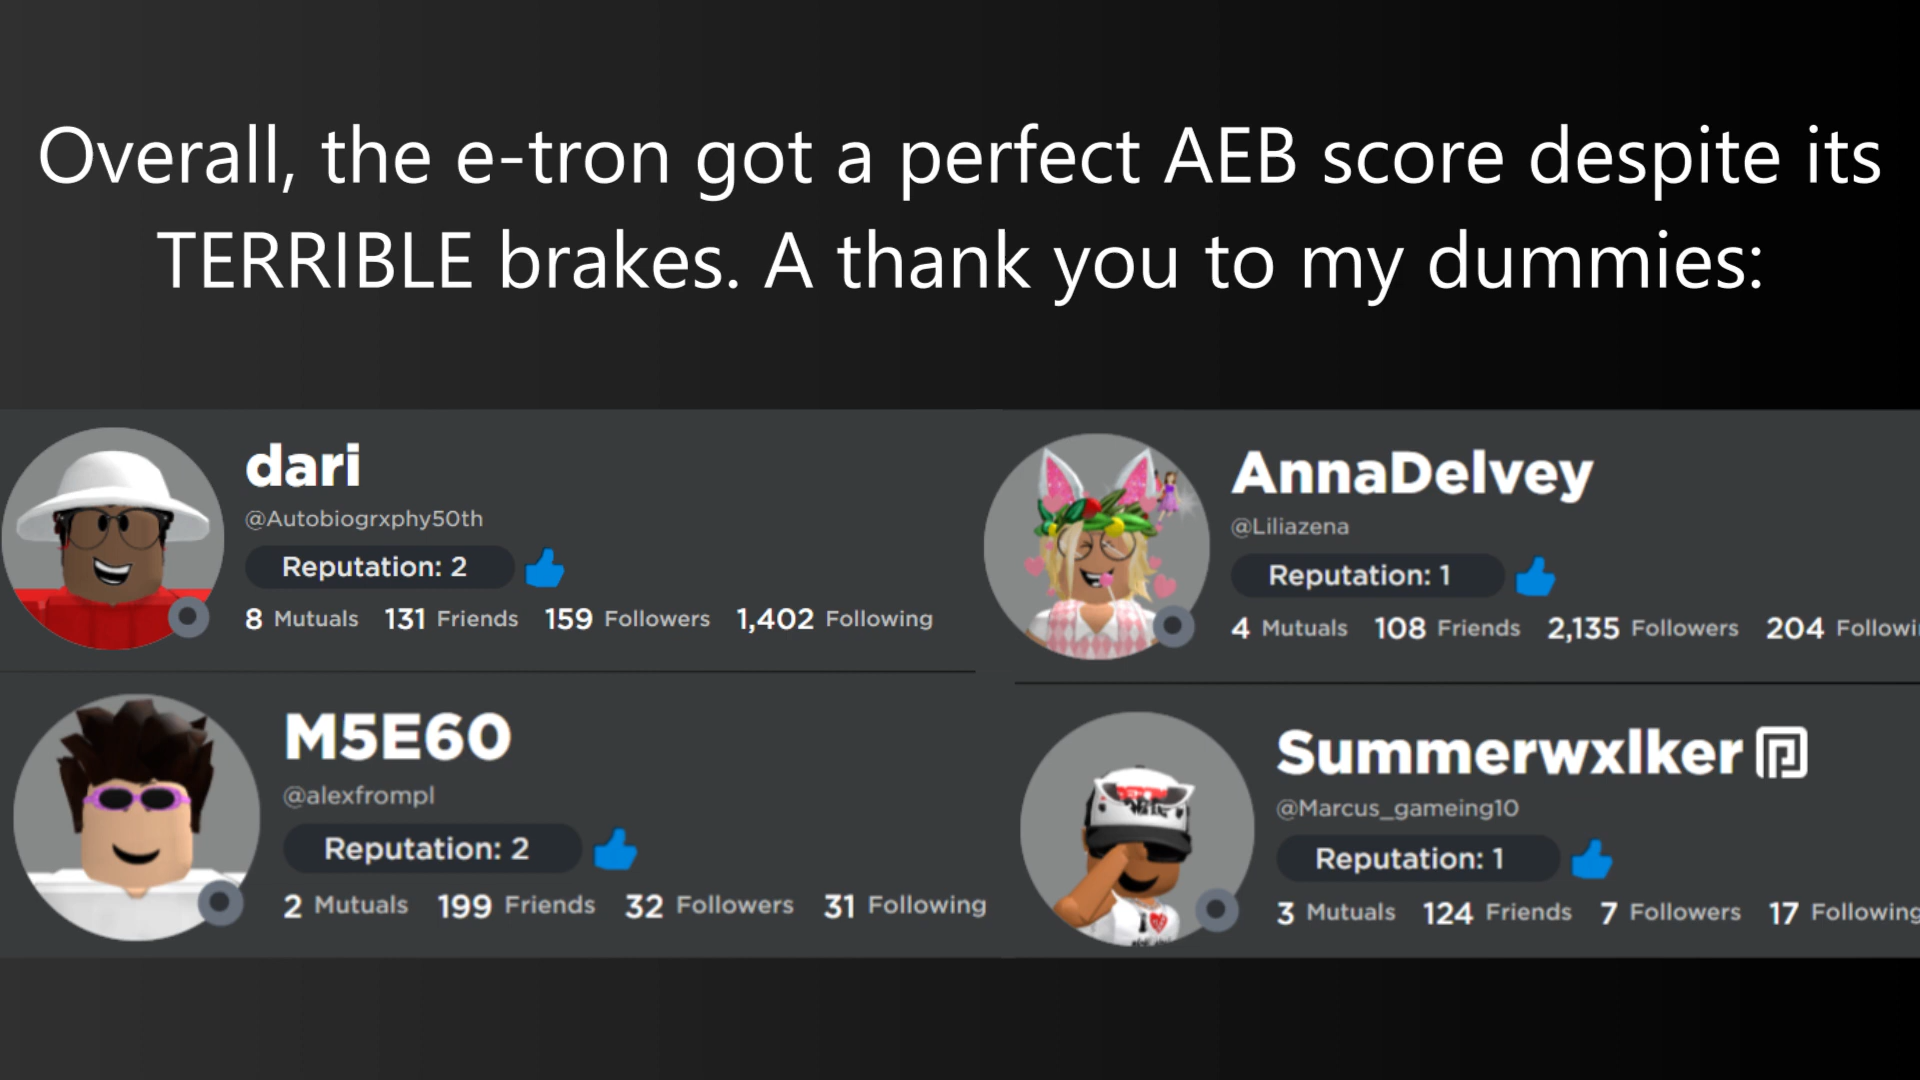 Overall, the e-tron got a perfect AEB score despite its
TERRIBLE brakes. A thank you to my dummies:
dari
@Autobiogrxphy50th
Reputation: 2
8 Mutuals 131 Friends 159 Followers 1,402 Following
AnnaDelvey
@Liliazena
Reputation: 1
4 Mutuals 108 Friends 2,135 Followers 204 Followin
M5E60
@alexfrompl
Reputation: 2
2 Mutuals 199 Friends 32 Followers 31 Following
Summerwxlker
@Marcus_gameing10
Reputation: 1
3 Mutuals 124 Friends 7 Followers 17 Following